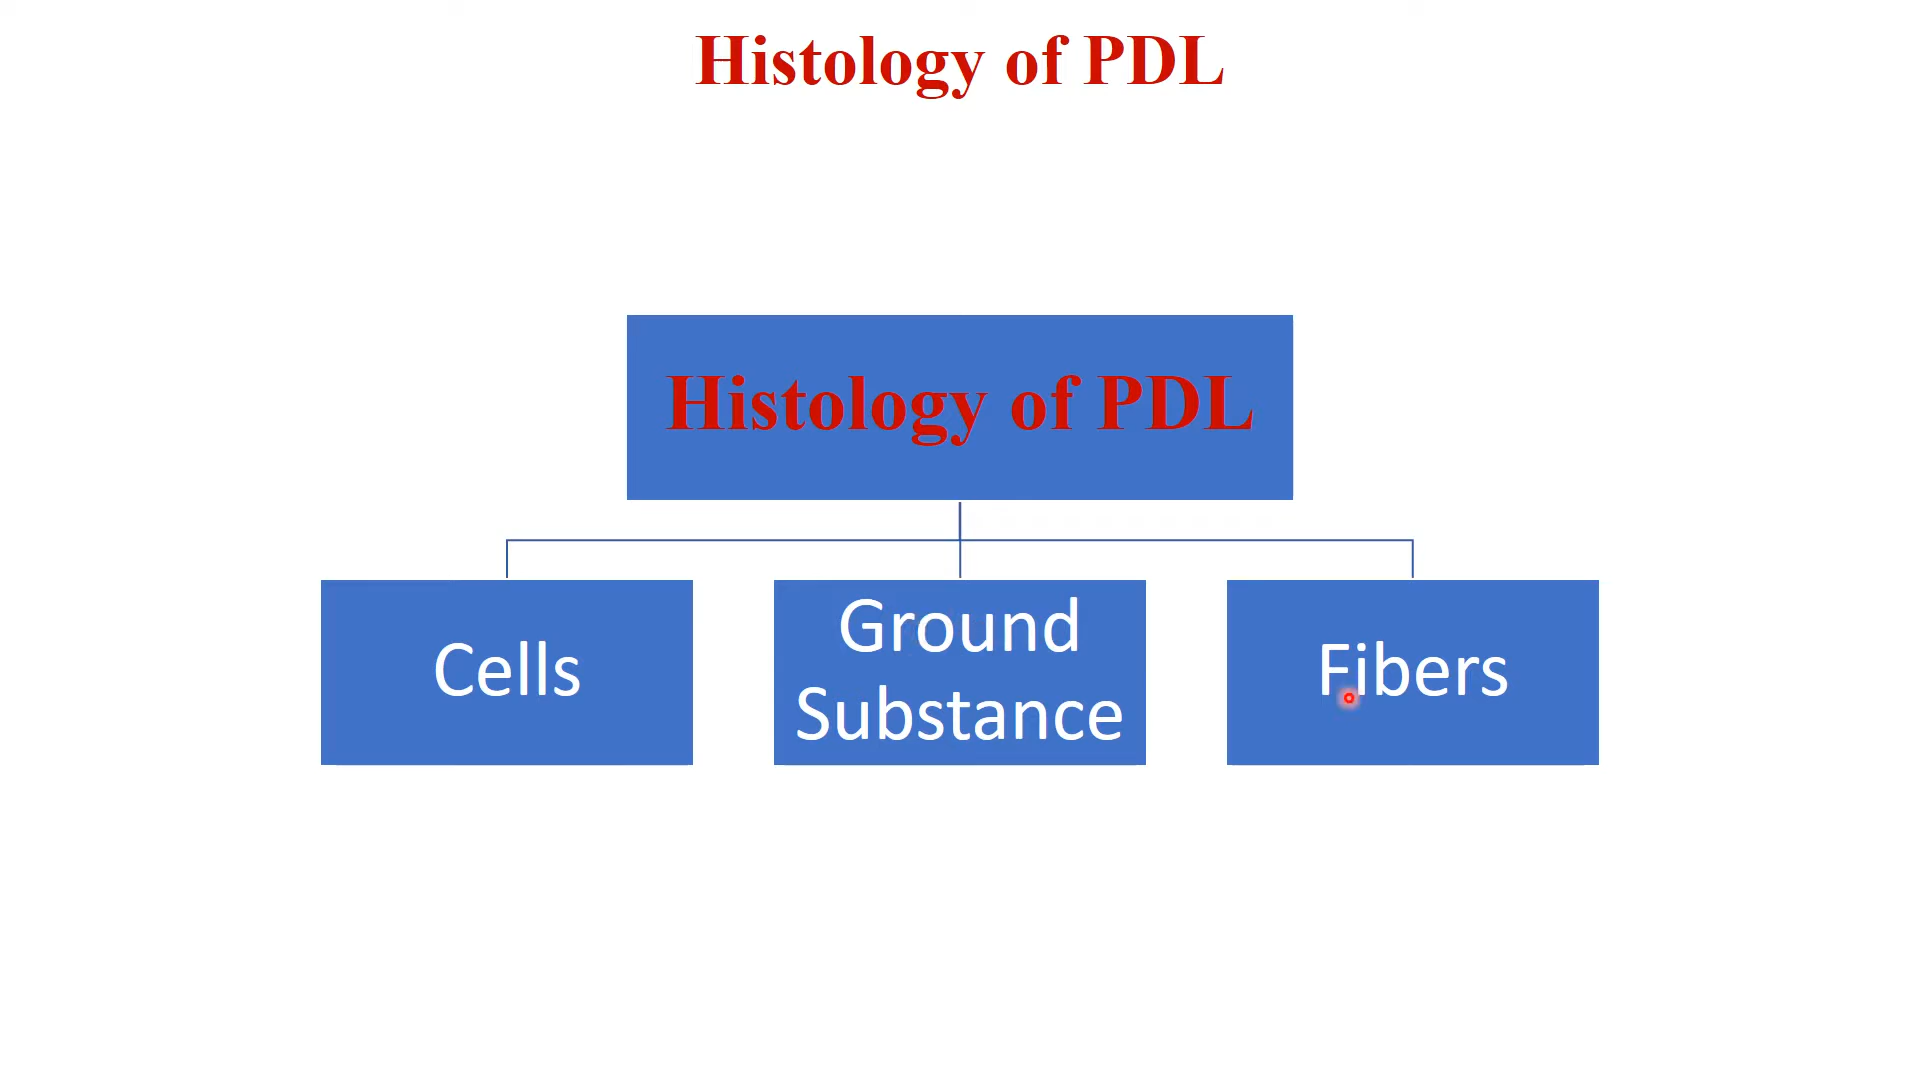 Histology of PDL
Histology of PDL
Cells
Ground
Substance
Fibers